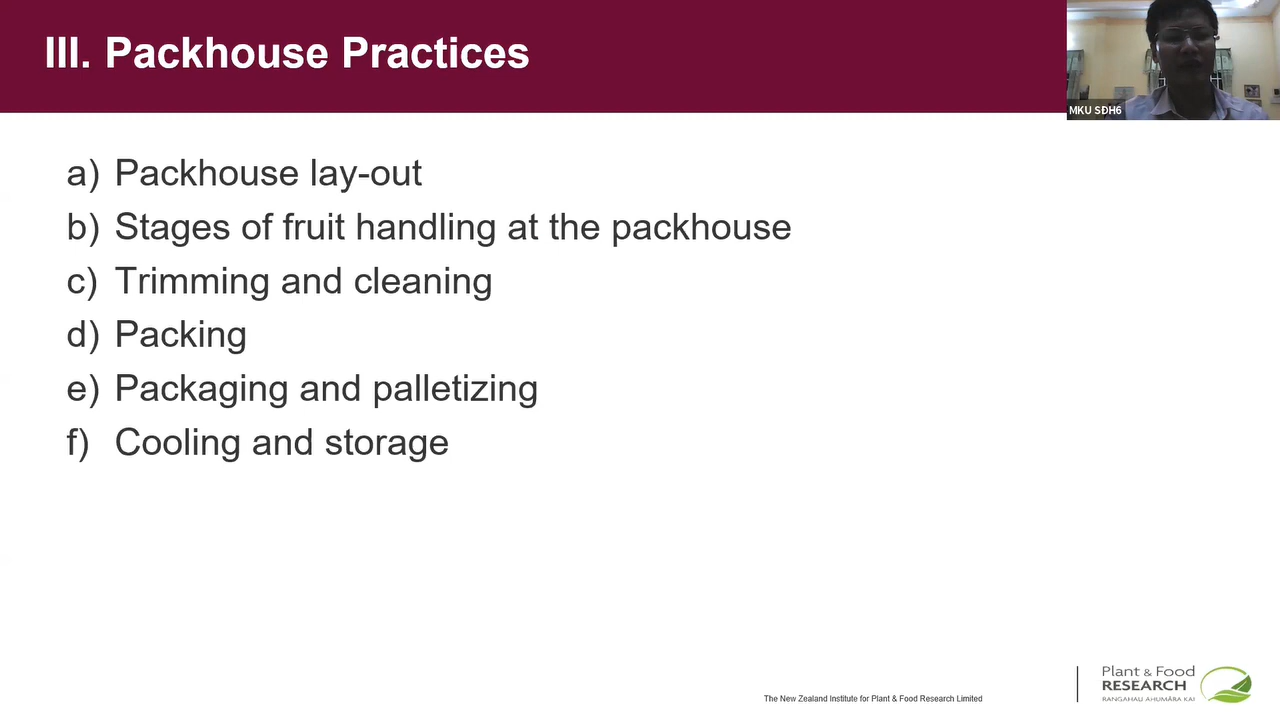 III. Packhouse Practices
MKU SĐH6
a) Packhouse lay-out
b) Stages of fruit handling at the packhouse
c) Trimming and cleaning
d) Packing
e) Packaging and palletizing
f) Cooling and storage
The New Zealand Institute for Plant & Food Research Limited
Plant & Food
RESEARCH
RANGAHAU AHUMĀRA KAI